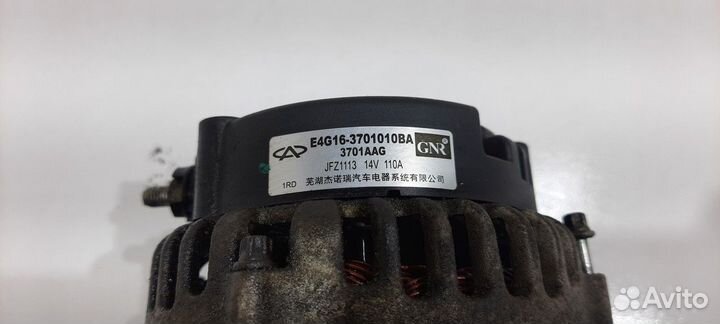 E4G16-3701010BA
3701AAG
GNR
JFZ1113 14V 110A
1RD 芜湖杰诺瑞汽车电器系统有限公司
Avito